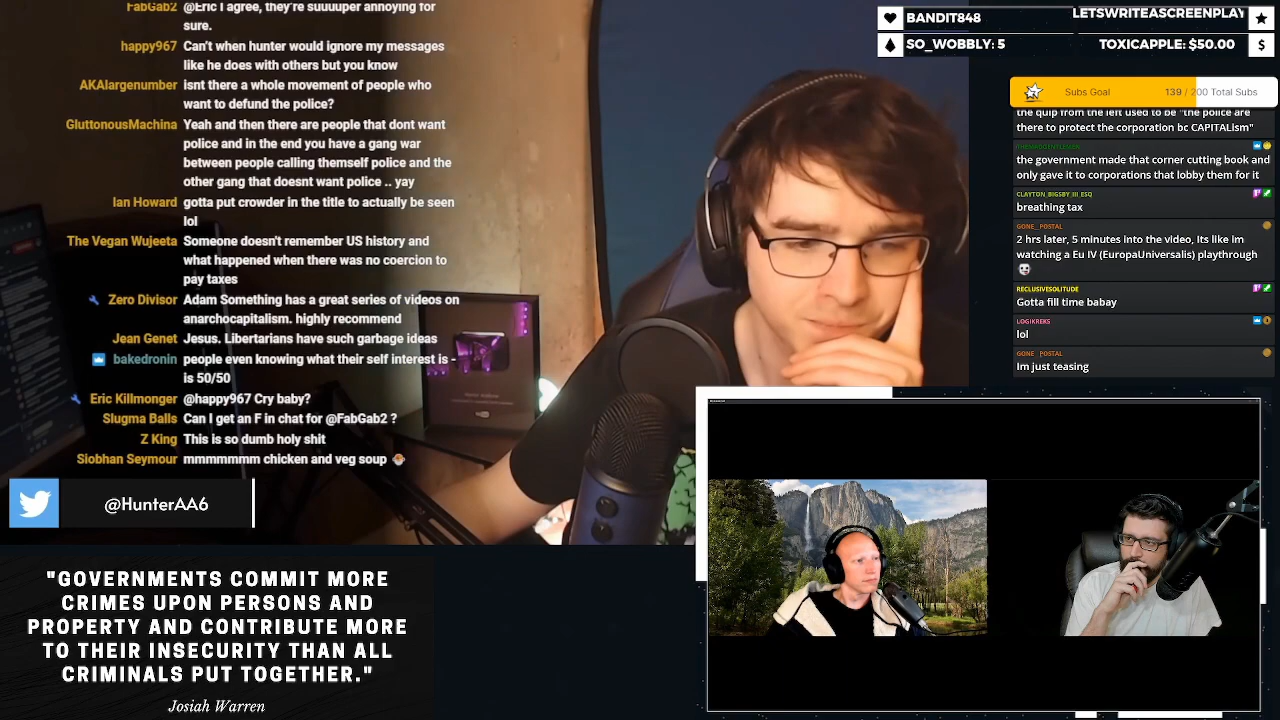 FabGab2 @Eric I agree, they're suuuper annoying for
sure.
happy967 Can't when hunter would ignore my messages
like he does with others but you know
AKAlargenumber isnt there a whole movement of people who
want to defund the police?
GluttonousMachina Yeah and then there are people that dont want
police and in the end you have a gang war
between people calling themself police and the
other gang that doesnt want police .. yay
Ian Howard gotta put crowder in the title to actually be seen
lol
The Vegan Wujeeta Someone doesn't remember US history and
what happened when there was no coercion to
pay taxes
Zero Divisor Adam Something has a great series of videos on
anarchocapitalism. highly recommend
Jean Genet Jesus. Libertarians have such garbage ideas
bakedronin people even knowing what their self interest is -
is 50/50
Eric Killmonger @happy967 Cry baby?
Slugma Balls Can I get an F in chat for @FabGab2 ?
Z King This is so dumb holy shit
Siobhan Seymour mmmmmmm chicken and veg soup
@HunterAA6
"GOVERNMENTS COMMIT MORE
CRIMES UPON PERSONS AND
PROPERTY AND CONTRIBUTE MORE
TO THEIR INSECURITY THAN ALL
CRIMINALS PUT TOGETHER."
Josiah Warren
BANDIT848
LETSWRITEASCREENPLAY
SO_WOBBLY: 5
TOXICAPPLE: $50.00
Subs Goal 139 / 200 Total Subs
the quip from the left used to be "the police are
there to protect the corporation bc CAPITALIsm"
the government made that corner cutting book and
only gave it to corporations that lobby them for it
CLAYTON_BIGSBY_III_ESQ
breathing tax
GONE__POSTAL
2 hrs later, 5 minutes into the video, Its like Im
watching a Eu IV (EuropaUniversalis) playthrough
RECLUSIVESOLITUDE
Gotta fill time babay
LOGIKREKS
lol
GONE__POSTAL
Im just teasing